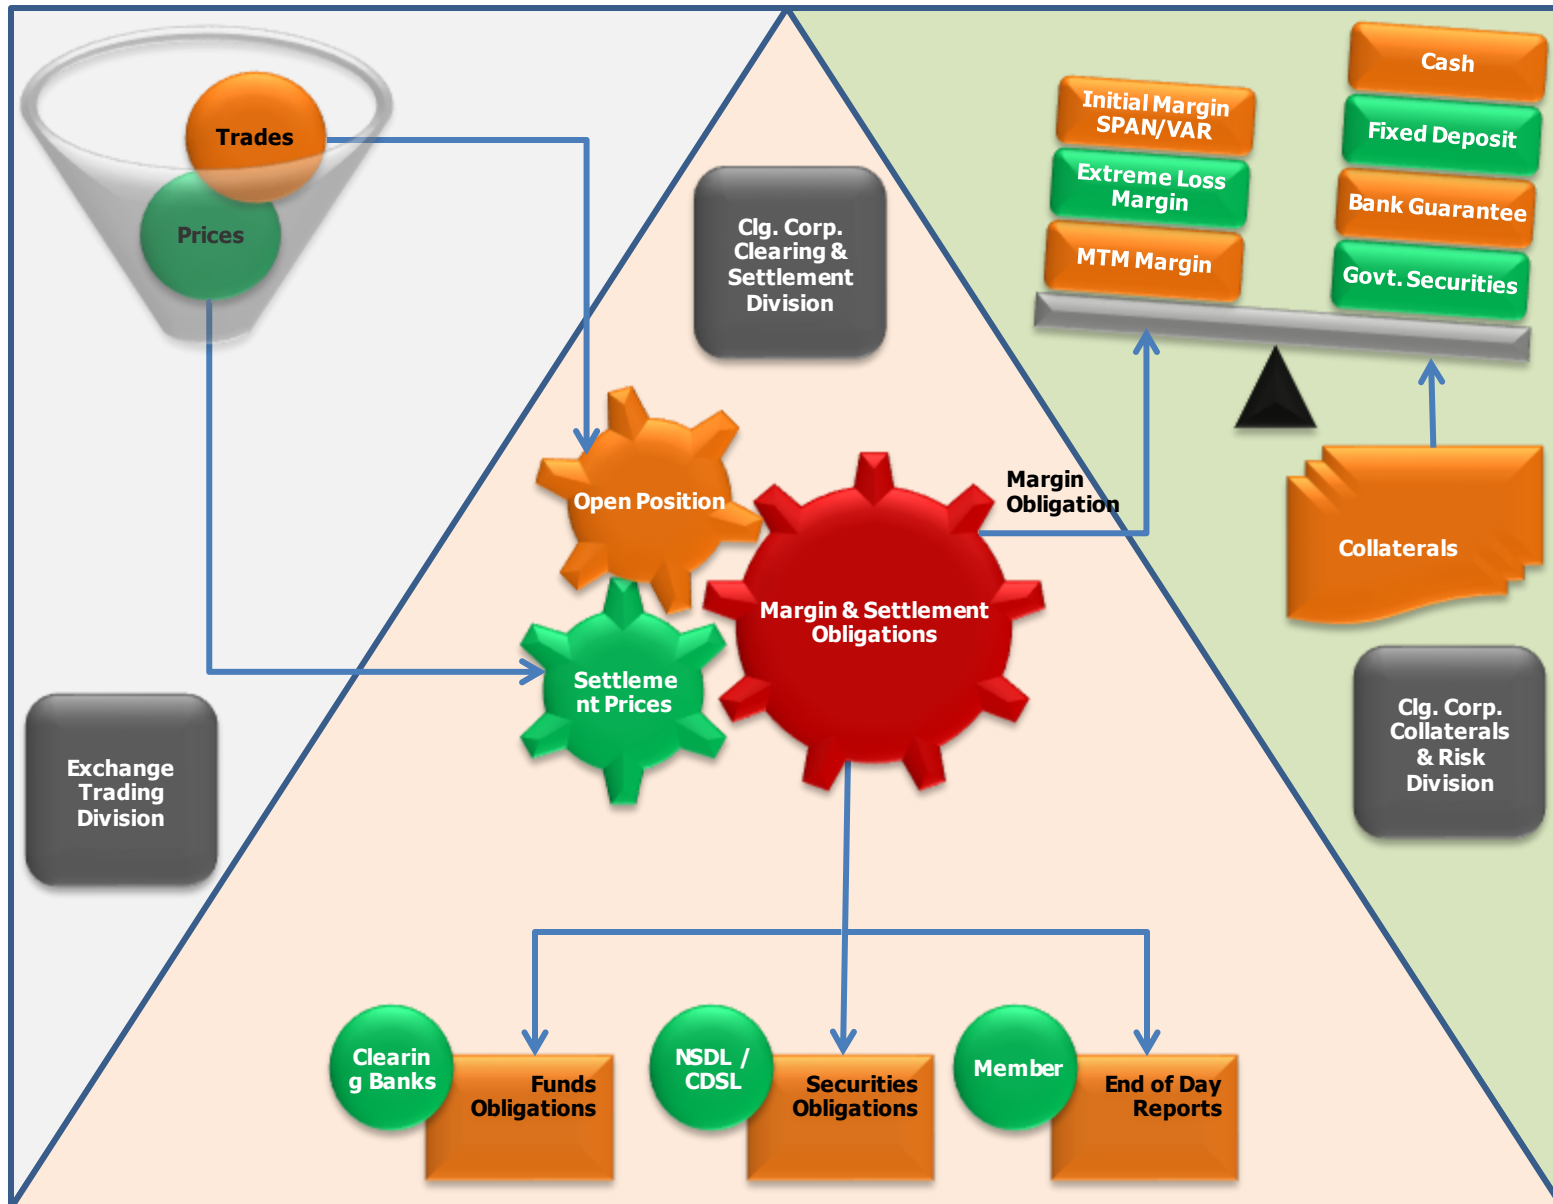 Trades
Prices
Exchange
Trading
Division
Clg. Corp.
Clearing &
Settlement
Division
Open Position
Settleme
nt Prices
Margin & Settlement
Obligations
Margin
Obligation
Initial Margin
SPAN/VAR
Extreme Loss
Margin
MTM Margin
Cash
Fixed Deposit
Bank Guarantee
Govt. Securities
Collaterals
Clg. Corp.
Collaterals
& Risk
Division
Clearin
g Banks
Funds
Obligations
NSDL /
CDSL
Securities
Obligations
Member
End of Day
Reports